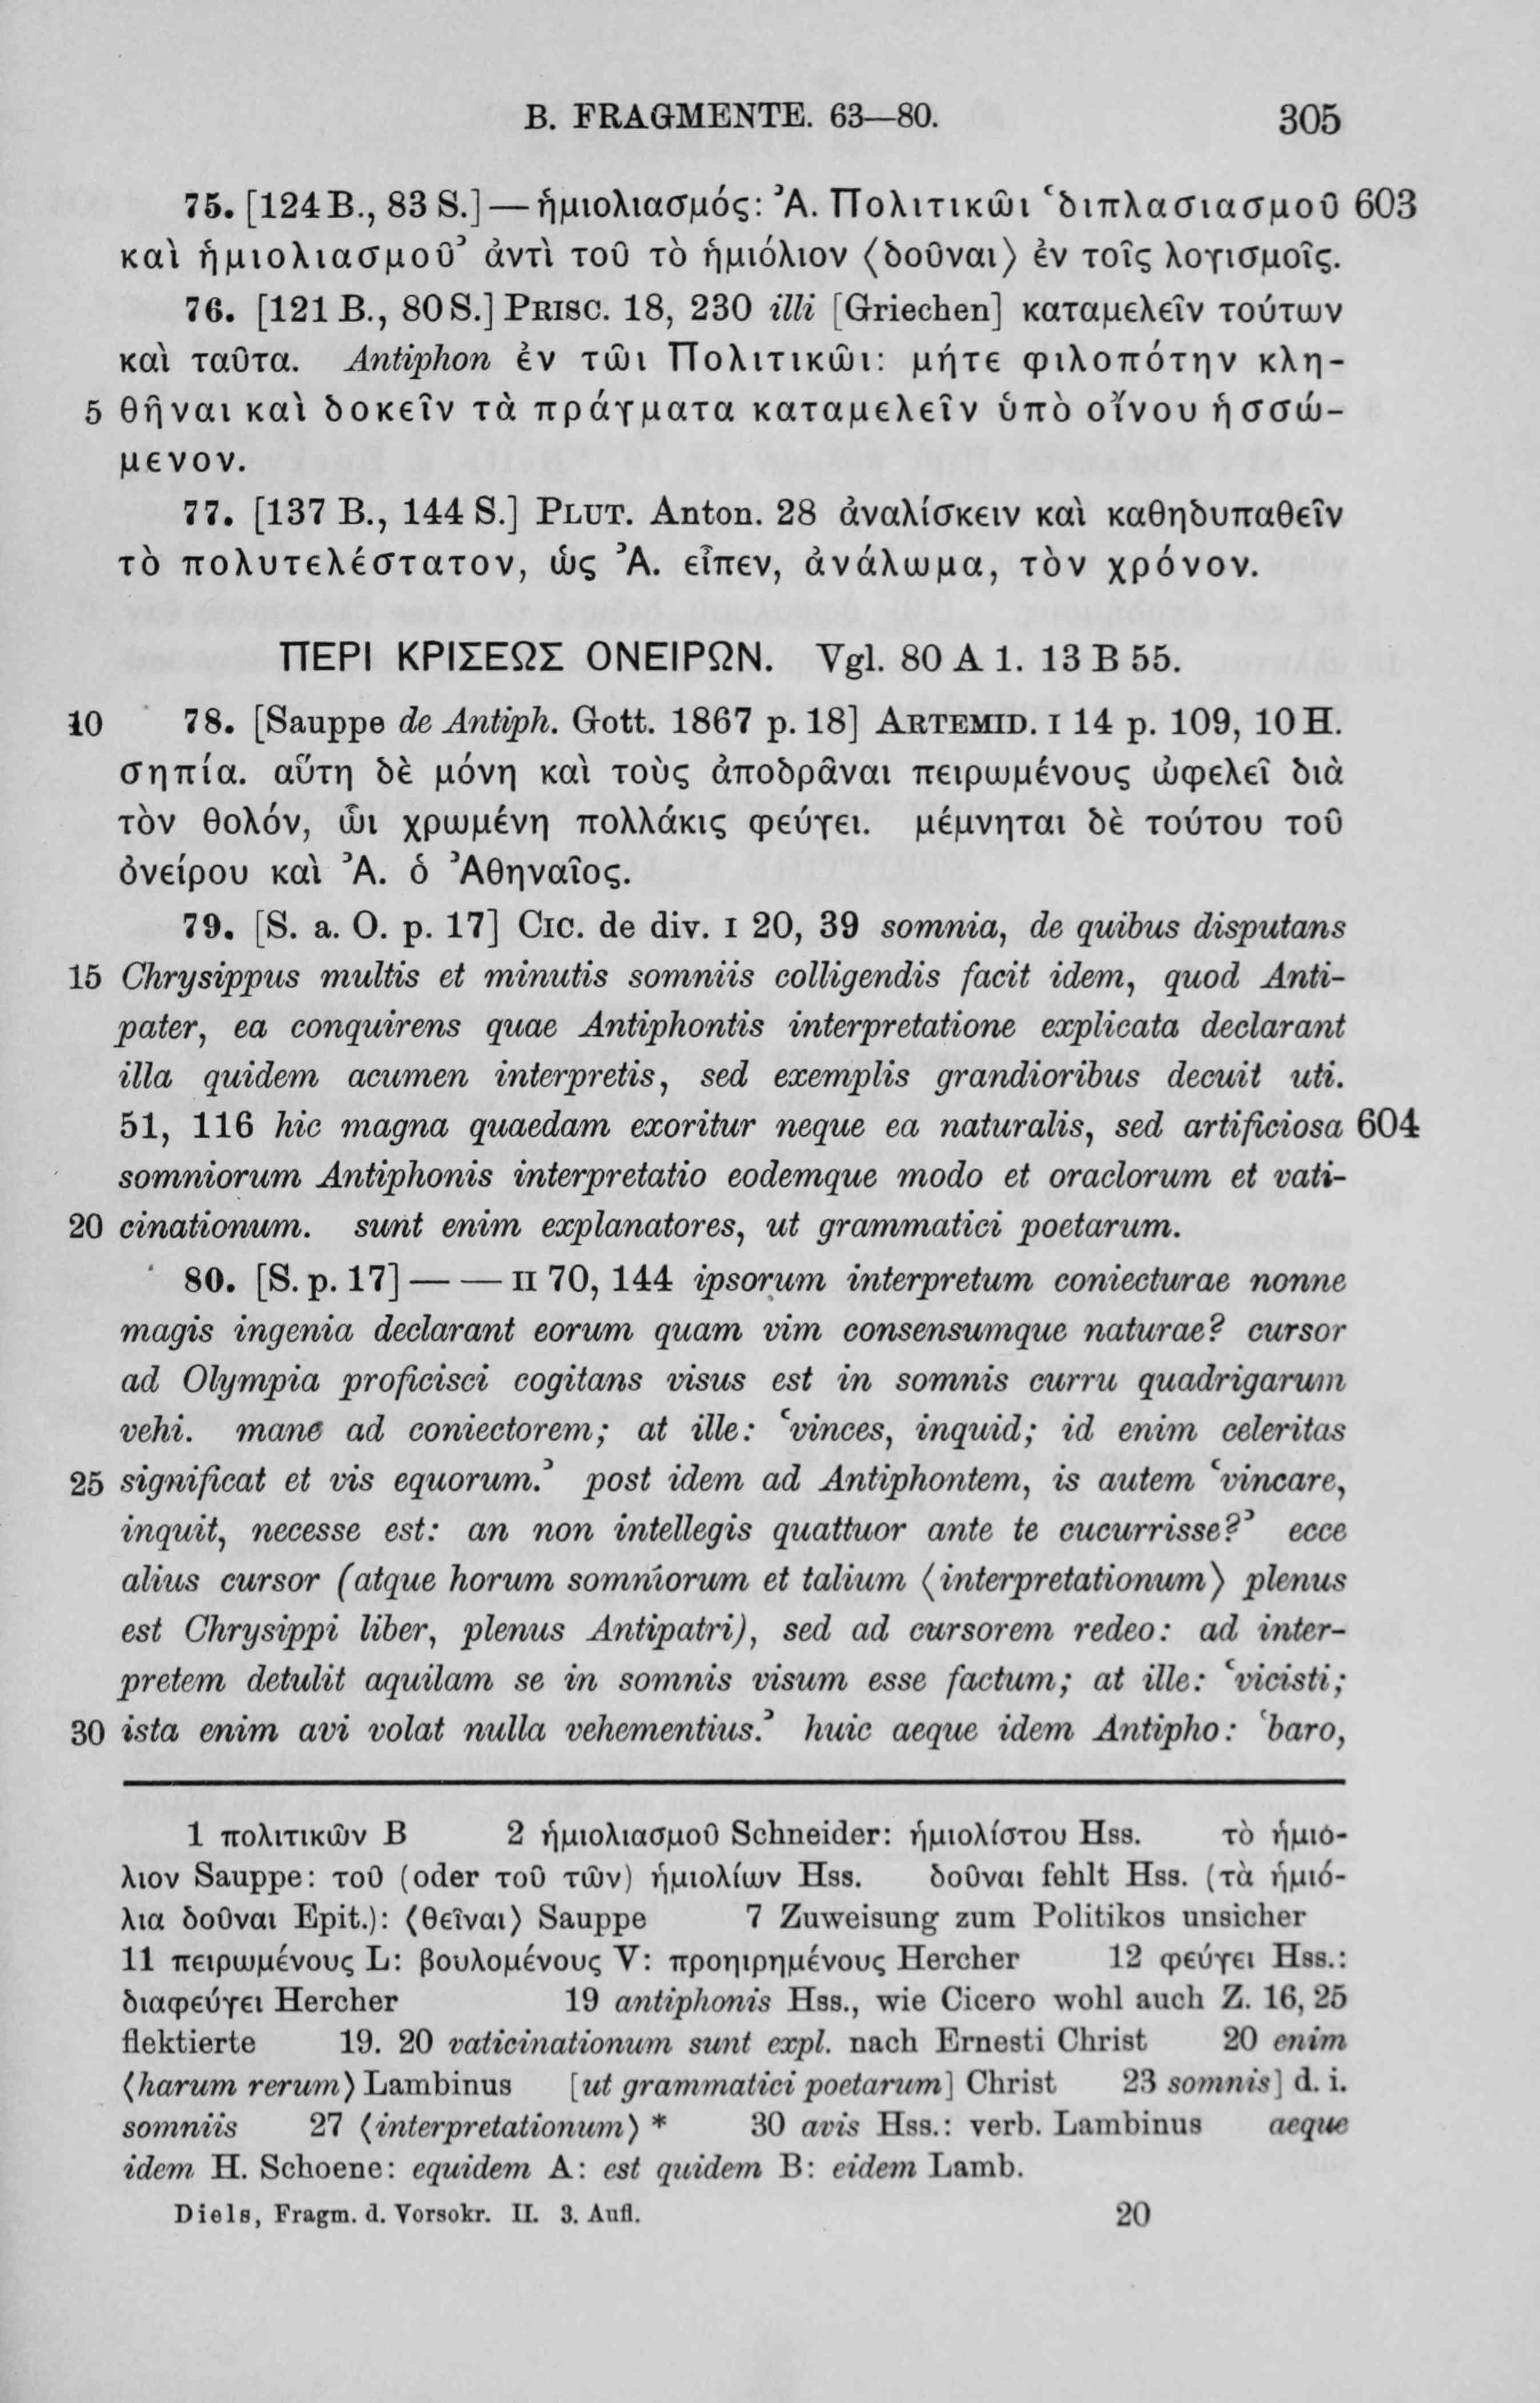 B. FRAGMENTE. 63—80. 305
75. [124 B., 83 S.] — ἡμιολιασμός: Ἀ. Πολιτικῶι ʽδιπλασιασμοῦ 603
καὶ ἡμιολιασμοῦʼ ἀντὶ τοῦ τὸ ἡμιόλιον ⟨δοῦναι⟩ ἐν τοῖς λογισμοῖς.
76. [121 B., 80 S.] PRISC. 18, 230 illi [Griechen] καταμελεῖν τούτων
καὶ ταῦτα. Antiphon ἐν τῶι Πολιτικῶι: μήτε φιλοπότην κλη-
5 θῆναι καὶ δοκεῖν τὰ πράγματα καταμελεῖν ὑπὸ οἴνου ἡσσώ-
μενον.
77. [137 B., 144 S.] PLUT. Anton. 28 ἀναλίσκειν καὶ καθηδυπαθεῖν
τὸ πολυτελέστατον, ὡς Ἀ. εἶπεν, ἀνάλωμα, τὸν χρόνον.
ΠΕΡΙ ΚΡΙΣΕΩΣ ΟΝΕΙΡΩΝ. Vgl. 80 A 1. 13 B 55.
10 78. [Sauppe de Antiph. Gott. 1867 p. 18] ARTEMID. I 14 p. 109, 10 H.
σηπία. αὕτη δὲ μόνη καὶ τοὺς ἀποδρᾶναι πειρωμένους ὠφελεῖ διὰ
τὸν θολόν, ὧι χρωμένη πολλάκις φεύγει. μέμνηται δὲ τούτου τοῦ
ὀνείρου καὶ Ἀ. ὁ Ἀθηναῖος.
79. [S. a. O. p. 17] CIC. de div. I 20, 39 somnia, de quibus disputans
15 Chrysippus multis et minutis somniis colligendis facit idem, quod Anti-
pater, ea conquirens quae Antiphontis interpretatione explicata declarant
illa quidem acumen interpretis, sed exemplis grandioribus decuit uti.
51, 116 hic magna quaedam exoritur neque ea naturalis, sed artificiosa 604
somniorum Antiphonis interpretatio eodemque modo et oraclorum et vati-
20 cinationum. sunt enim explanatores, ut grammatici poetarum.
80. [S. p. 17] — — II 70, 144 ipsorum interpretum coniecturae nonne
magis ingenia declarant eorum quam vim consensumque naturae? cursor
ad Olympia proficisci cogitans visus est in somnis curru quadrigarum
vehi. mane ad coniectorem; at ille: ʽvinces, inquid; id enim celeritas
25 significat et vis equorum.ʼ post idem ad Antiphontem, is autem ʽvincare,
inquit, necesse est: an non intellegis quattuor ante te cucurrisse?ʼ ecce
alius cursor (atque horum somniorum et talium ⟨interpretationum⟩ plenus
est Chrysippi liber, plenus Antipatri), sed ad cursorem redeo: ad inter-
pretem detulit aquilam se in somnis visum esse factum; at ille: ʽvicisti;
30 ista enim avi volat nulla vehementius.ʼ huic aeque idem Antipho: ʽbaro,
1 πολιτικῶν B 2 ἡμιολιασμοῦ Schneider: ἡμιολίστου Hss. τὸ ἡμιό-
λιον Sauppe: τοῦ (oder τοῦ τῶν) ἡμιολίων Hss. δοῦναι fehlt Hss. (τὰ ἡμιό-
λια δοῦναι Epit.): ⟨θεῖναι⟩ Sauppe 7 Zuweisung zum Politikos unsicher
11 πειρωμένους L: βουλομένους V: προηιρημένους Hercher 12 φεύγει Hss.:
διαφεύγει Hercher 19 antiphonis Hss., wie Cicero wohl auch Z. 16, 25
flektierte 19. 20 vaticinationum sunt expl. nach Ernesti Christ 20 enim
⟨harum rerum⟩ Lambinus [ut grammatici poetarum] Christ 23 somnis] d. i.
somniis 27 ⟨interpretationum⟩ * 30 avis Hss.: verb. Lambinus aeque
idem H. Schoene: equidem A: est quidem B: eidem Lamb.
Diels, Fragm. d. Vorsokr. II. 3. Aufl. 20